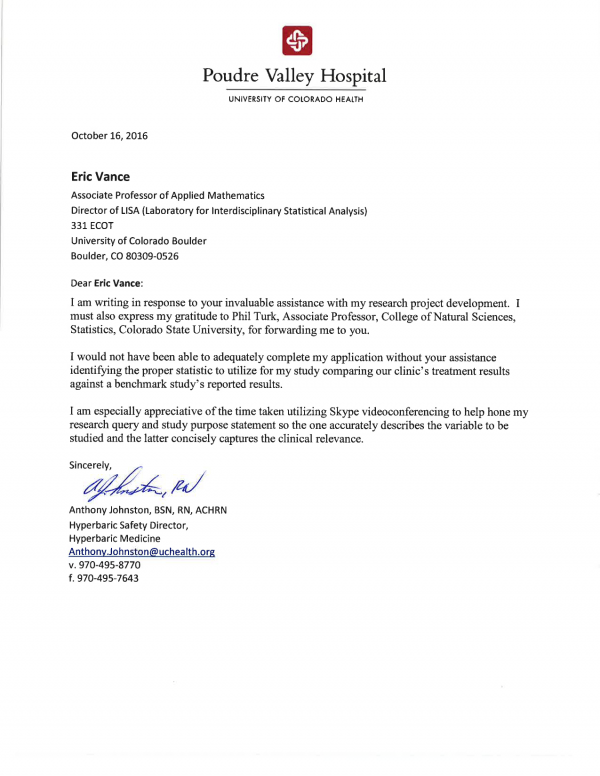 Poudre Valley Hospital
UNIVERSITY OF COLORADO HEALTH
October 16, 2016
Eric Vance
Associate Professor of Applied Mathematics
Director of LISA (Laboratory for Interdisciplinary Statistical Analysis)
331 ECOT
University of Colorado Boulder
Boulder, CO 80309-0526
Dear Eric Vance:
I am writing in response to your invaluable assistance with my research project development.  I
must also express my gratitude to Phil Turk, Associate Professor, College of Natural Sciences,
Statistics, Colorado State University, for forwarding me to you.
I would not have been able to adequately complete my application without your assistance
identifying the proper statistic to utilize for my study comparing our clinic's treatment results
against a benchmark study's reported results.
I am especially appreciative of the time taken utilizing Skype videoconferencing to help hone my
research query and study purpose statement so the one accurately describes the variable to be
studied and the latter concisely captures the clinical relevance.
Sincerely,
AJohnston, RN
Anthony Johnston, BSN, RN, ACHRN
Hyperbaric Safety Director,
Hyperbaric Medicine
Anthony.Johnston@uchealth.org
v. 970-495-8770
f. 970-495-7643